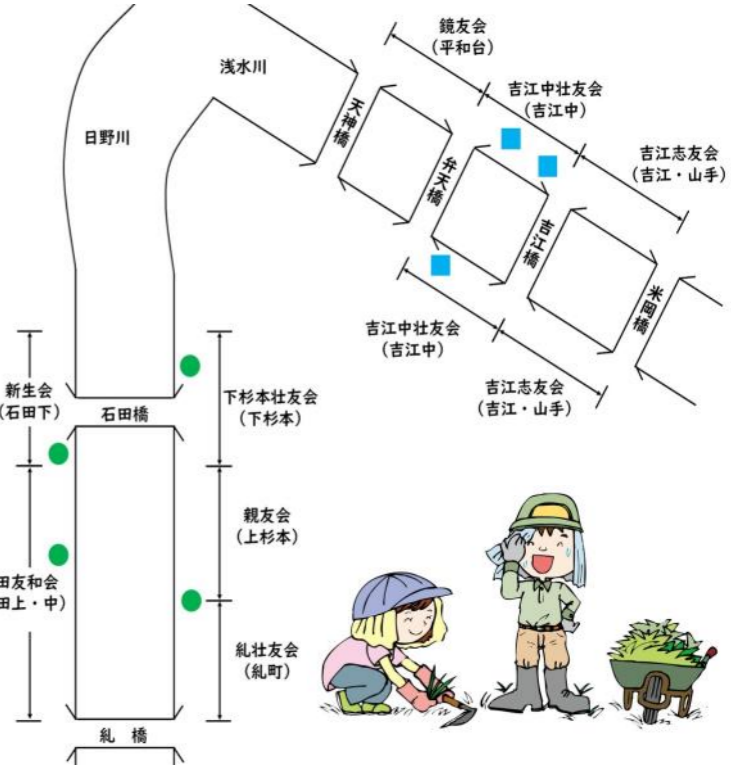 鏡友会
(平和台)
浅水川
吉江中壮友会
(吉江中)
天神橋
日野川
吉江志友会
(吉江・山手)
弁天橋
吉江橋
米岡橋
吉江中壮友会
(吉江中)
吉江志友会
(吉江・山手)
新生会
(石田下)
石田橋
下杉本壮友会
(下杉本)
親友会
(上杉本)
田友和会
田上・中)
糺壮友会
(糺町)
糺 橋